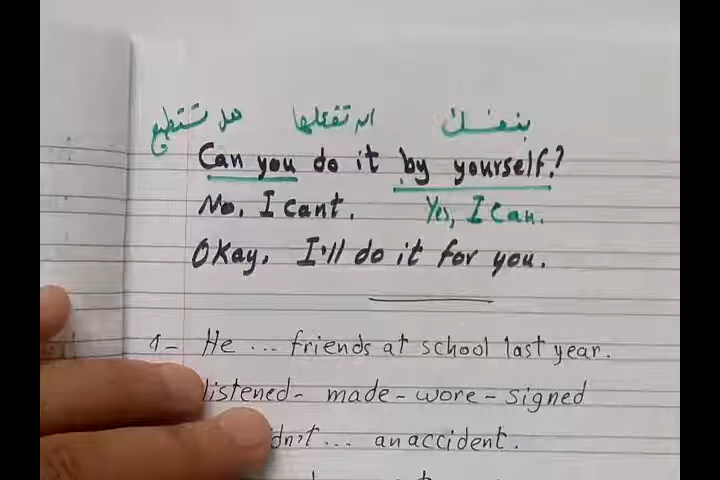 هل تستطيع ان تفعلها بنفسك
Can you do it by yourself.?
No, I cant. Yes, I Can.
Okay, I'll do it for you.
1- He ... friends at school last year.
listened- made-wore-signed
dn't ... an accident.